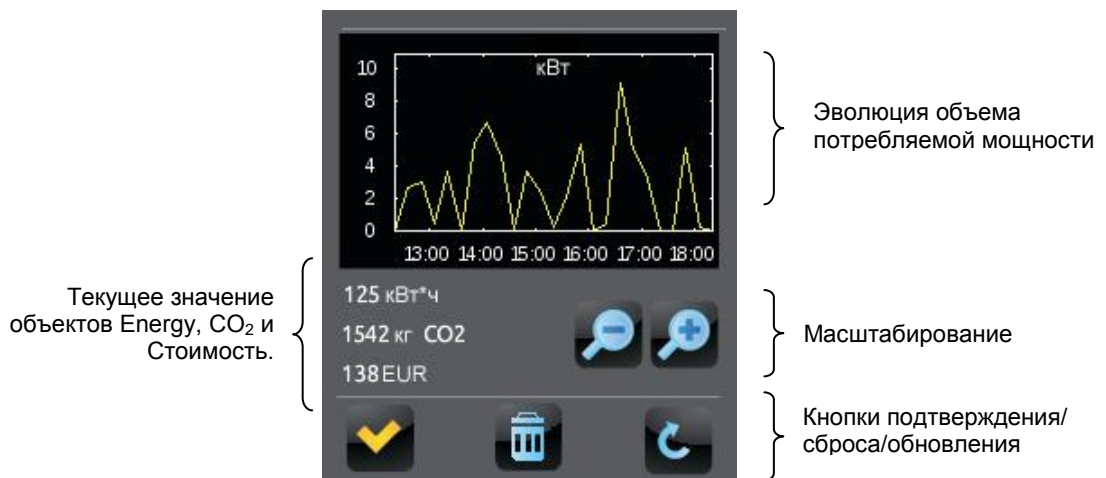 кВт
10
8
6
4
2
0
13:00 14:00 15:00 16:00 17:00 18:00
Эволюция объема
потребляемой мощности
Текущее значение
объектов Energy, CO₂ и
Стоимость.
125 кВт*ч
1542 кг CO2
138 EUR
Масштабирование
Кнопки подтверждения/
сброса/обновления